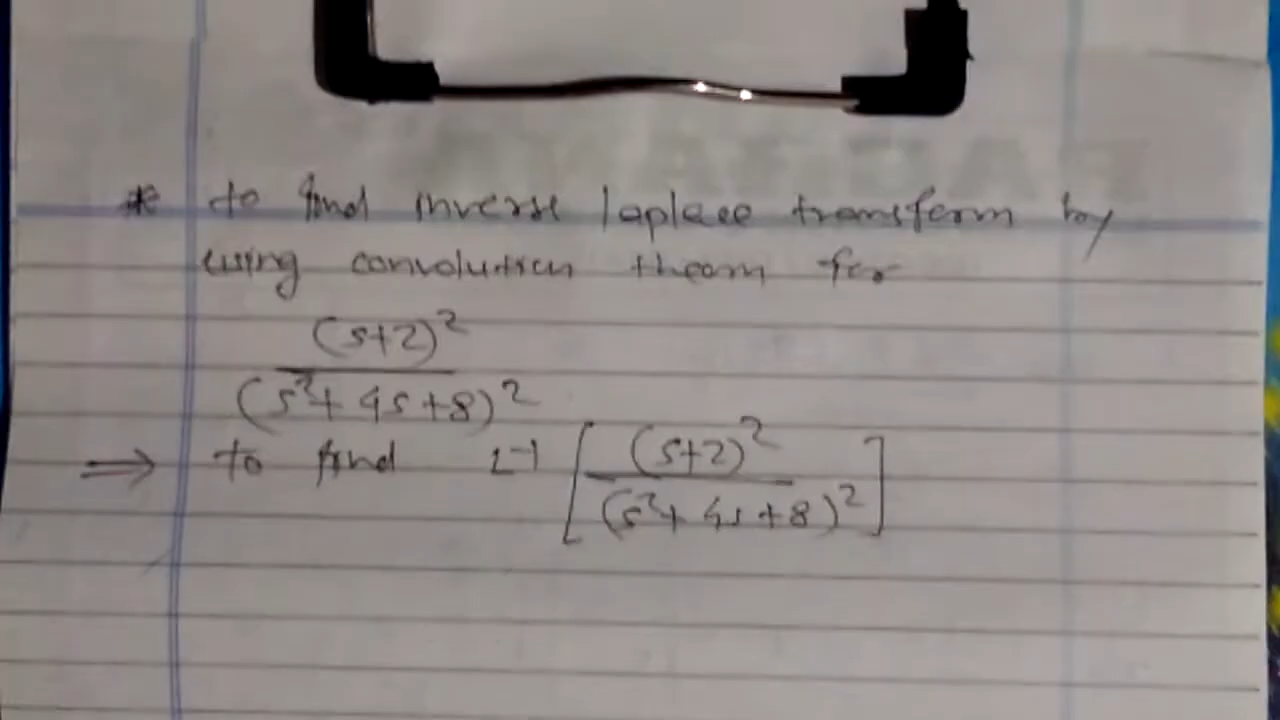 * to find inverse laplace transform by
using convolution theom for
(s+2)²
(s²+4s+8)²
⇒ to find L⁻¹ [ (s+2)² / (s²+4s+8)² ]